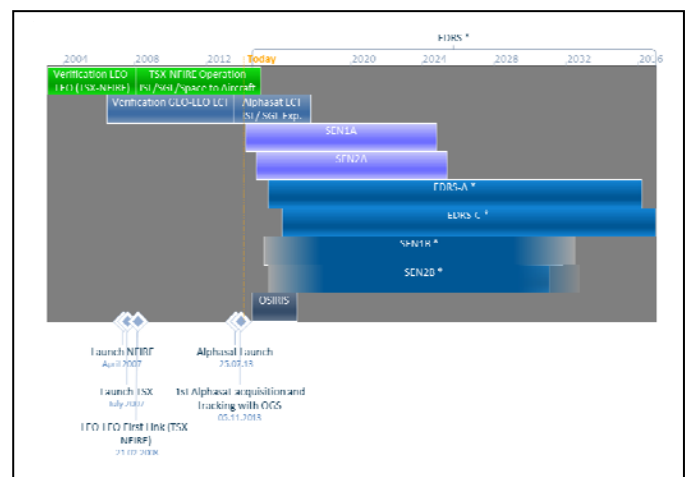 EDRS *
2004 2008 2012 Today 2020 2024 2028 2032 2036
Verification LEO
LEO (TSX-NFIRE)
TSX NFIRE Operation
ISL/SGL/Space to Aircraft
Verification GEO-LEO LCT
Alphasat LCT
ISL/ SGL Exp.
SEN1A
SEN2A
EDRS-A *
EDRS C *
SEN1B *
SEN2B *
OSIRIS
Launch NFIRE
April 2007
Alphasat Launch
25.07.13
Launch TSX
July 2007
1st Alphasat acquisition and
tracking with OGS
05.11.2013
LEO LEO First Link (TSX
NFIRE)
21.02.2008